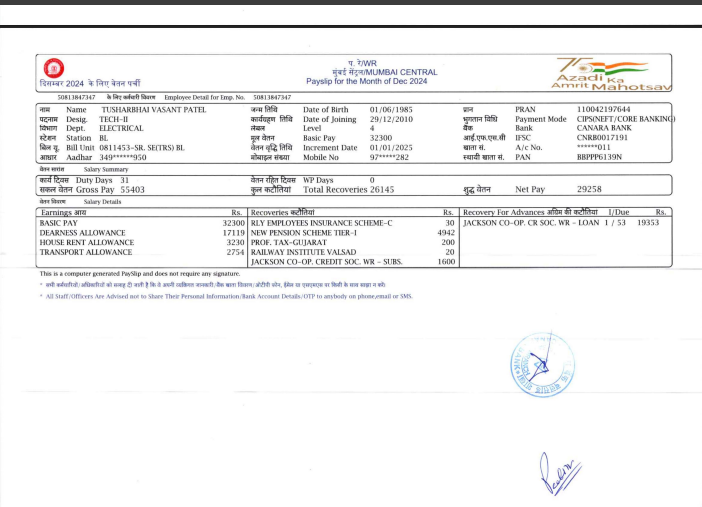 प. रे/WR
मुंबई सेंट्रल/MUMBAI CENTRAL
दिसम्बर 2024 के लिए वेतन पर्ची
Payslip for the Month of Dec 2024
Azadi Ka
Amrit Mahotsav
50813847347 के लिए कर्मचारी विवरण Employee Detail for Emp. No. 50813847347
नाम Name TUSHARBHAI VASANT PATEL जन्म तिथि Date of Birth 01/06/1985 प्रान PRAN 110042197644
पदनाम Desig. TECH-II कार्यग्रहण तिथि Date of Joining 29/12/2010 भुगतान विधि Payment Mode CIPS(NEFT/CORE BANKING)
विभाग Dept. ELECTRICAL लेवल Level 4 बैंक Bank CANARA BANK
स्टेशन Station BL मूल वेतन Basic Pay 32300 आई.एफ.एस.सी IFSC CNRB0017191
बिल यू. Bill Unit 0811453-SR. SE(TRS) BL वेतन वृद्धि तिथि Increment Date 01/01/2025 खाता सं. A/c No. ******011
आधार Aadhar 349******950 मोबाइल संख्या Mobile No 97*****282 स्थायी खाता सं. PAN BBPPP6139N
वेतन सारांश Salary Summary
कार्य दिवस Duty Days 31 वेतन रहित दिवस WP Days 0
सकल वेतन Gross Pay 55403 कुल कटौतियां Total Recoveries 26145 शुद्ध वेतन Net Pay 29258
वेतन विवरण Salary Details
Earnings आय Rs. Recoveries कटौतियां Rs. Recovery For Advances अग्रिम की कटौतियां I/Due Rs.
BASIC PAY 32300 RLY EMPLOYEES INSURANCE SCHEME-C 30 JACKSON CO-OP. CR SOC. WR - LOAN 1 / 53 19353
DEARNESS ALLOWANCE 17119 NEW PENSION SCHEME TIER-I 4942
HOUSE RENT ALLOWANCE 3230 PROF. TAX-GUJARAT 200
TRANSPORT ALLOWANCE 2754 RAILWAY INSTITUTE VALSAD 20
JACKSON CO-OP. CREDIT SOC. WR - SUBS. 1600
This is a computer generated PaySlip and does not require any signature.
* सभी कर्मचारियों/अधिकारियों को सलाह दी जाती है कि वे अपनी व्यक्तिगत जानकारी/बैंक खाता विवरण/ओटीपी फोन, ईमेल या एसएमएस पर किसी के साथ साझा न करें।
* All Staff/Officers Are Advised not to Share Their Personal Information/Bank Account Details/OTP to anybody on phone,email or SMS.